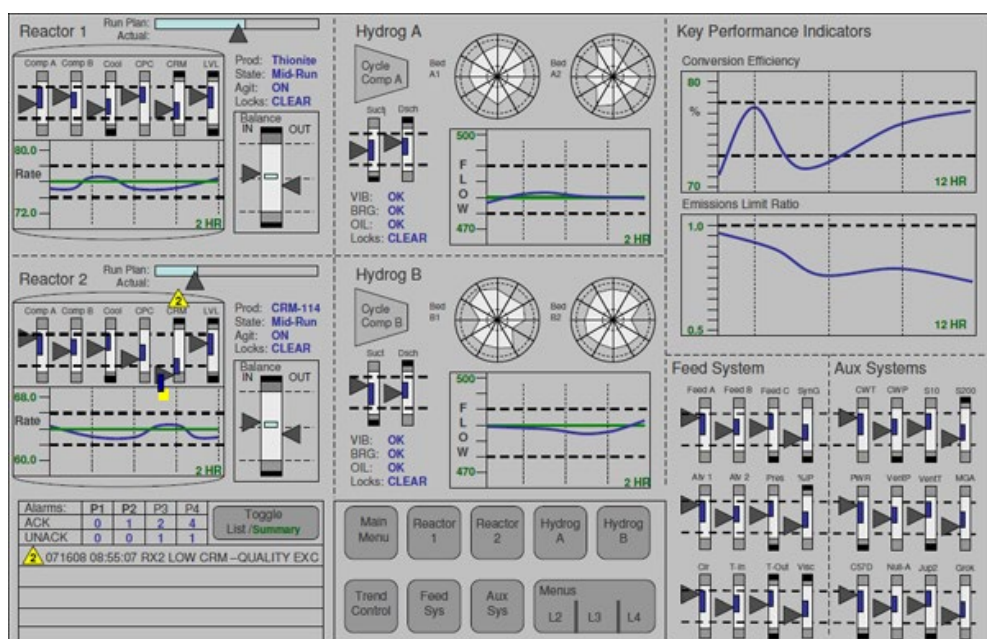 Reactor 1
Run Plan:
Actual:
Comp A Comp B Cool CPC CRM LVL
Prod: Thionite
State: Mid-Run
Agit: ON
Locks: CLEAR
Balance
IN OUT
80.0
Rate
72.0
2 HR
Reactor 2
Run Plan:
Actual:
2
Comp A Comp B Cool CPC CRM LVL
Prod: CRM-114
State: Mid-Run
Agit: ON
Locks: CLEAR
Balance
IN OUT
68.0
Rate
60.0
2 HR
Alarms: P1 P2 P3 P4
ACK 0 1 2 4
UNACK 0 0 1 1
Toggle
List /Summary
2 071608 08:55:07 RX2 LOW CRM –QUALITY EXC
Hydrog A
Cycle
Comp A
Bed
A1
Bed
A2
Suct Dsch
VIB: OK
BRG: OK
OIL: OK
Locks: CLEAR
500
FLOW
470
2 HR
Hydrog B
Cycle
Comp B
Bed
B1
Bed
B2
Suct Dsch
VIB: OK
BRG: OK
OIL: OK
Locks: CLEAR
500
FLOW
470
2 HR
Main
Menu
Reactor
1
Reactor
2
Hydrog
A
Hydrog
B
Trend
Control
Feed
Sys
Aux
Sys
Menus
L2 L3 L4
Key Performance Indicators
Conversion Efficiency
80
%
70
12 HR
Emissions Limit Ratio
1.0
0.5
12 HR
Feed System
Feed A Feed B Feed C SynG
Atv 1 Atv 2 Pres %IP
Clr T-In T-Out Visc
Aux Systems
CWT CWP S10 S200
PWR VentP VentT MGA
C57D Null-A Jup2 Grok